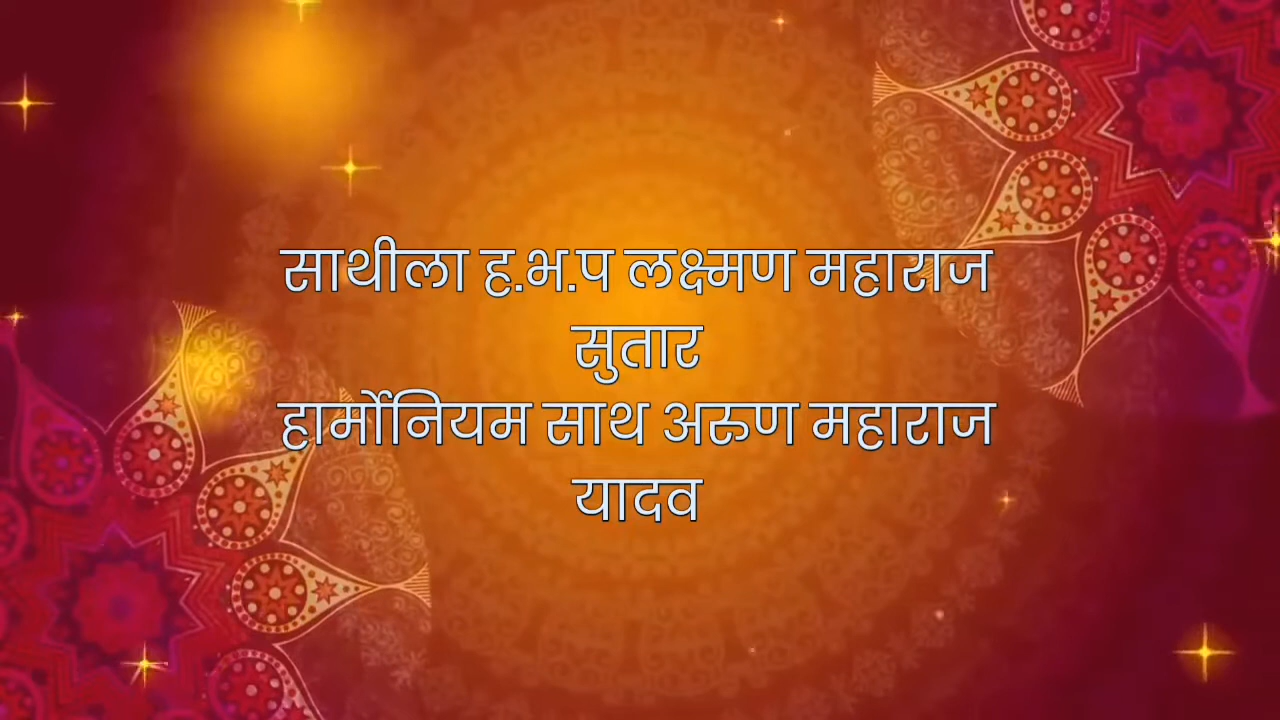 साथीला ह.भ.प लक्ष्मण महाराज
सुतार
हार्मोनियम साथ अरुण महाराज
यादव